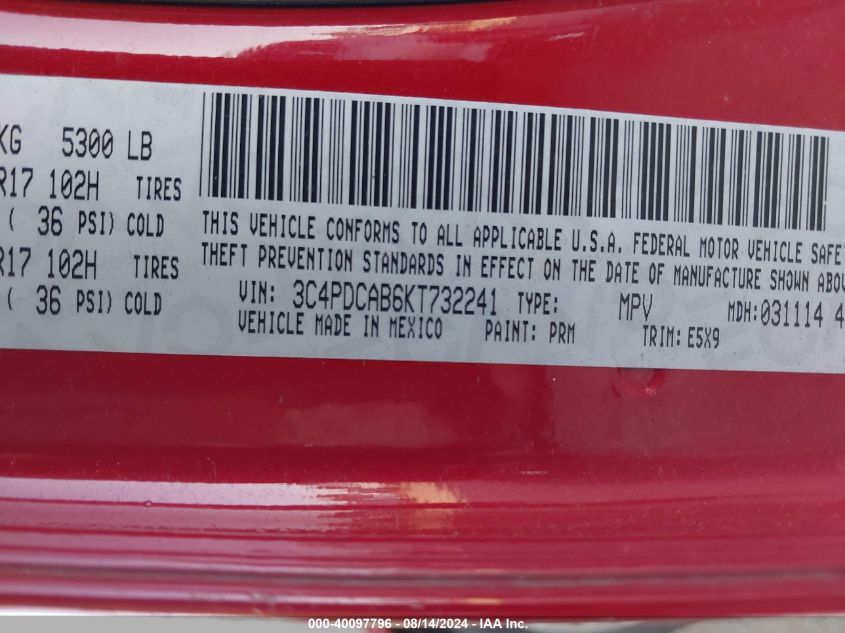 KG 5300 LB
R17 102H TIRES
( 36 PSI) COLD
R17 102H TIRES
( 36 PSI) COLD
THIS VEHICLE CONFORMS TO ALL APPLICABLE U.S.A. FEDERAL MOTOR VEHICLE SAFET
THEFT PREVENTION STANDARDS IN EFFECT ON THE DATE OF MANUFACTURE SHOWN ABOV
VIN: 3C4PDCAB6KT732241 TYPE: MPV MDH:031114 4
VEHICLE MADE IN MEXICO PAINT: PRM TRIM: E5X9
000-40097796 - 08/14/2024 - IAA Inc.